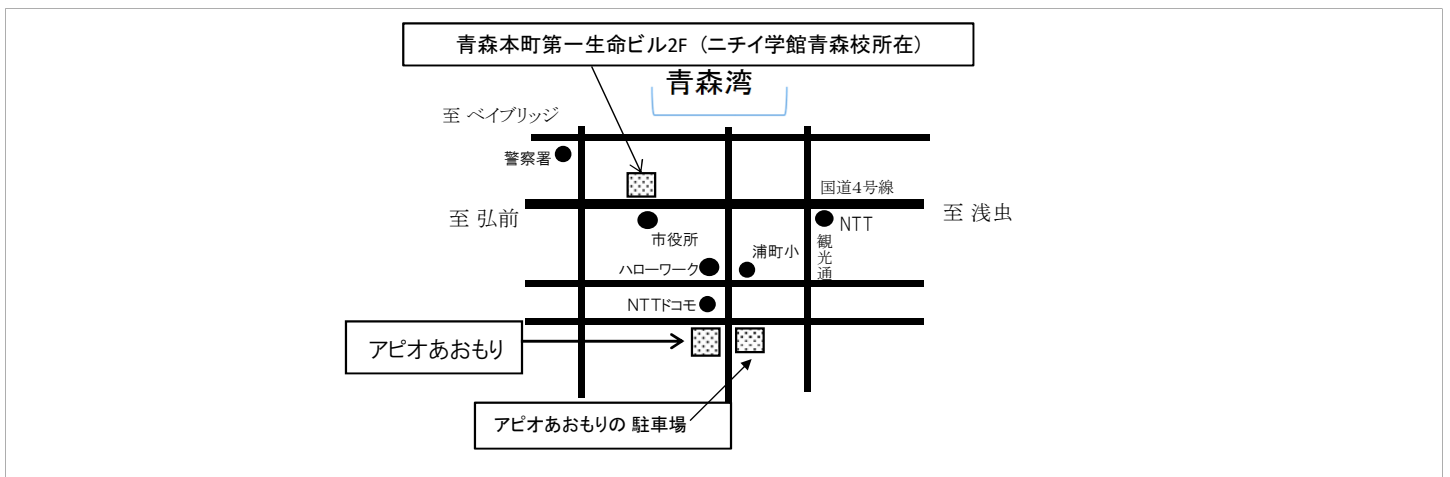 青森本町第一生命ビル2F（ニチイ学館青森校所在）
青森湾
至 ベイブリッジ
警察署
国道4号線
至 弘前
至 浅虫
NTT
市役所
観光通
浦町小
ハローワーク
NTTドコモ
アピオあおもり
アピオあおもりの 駐車場